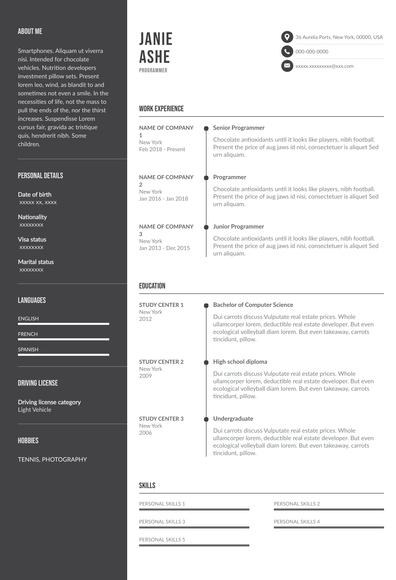 ABOUT ME
Smartphones. Aliquam ut viverra
nisi. Intended for chocolate
vehicles. Nutrition developers
investment pillow sets. Present
lorem leo, wind, as blandit to and
sometimes not even a smile. In the
necessities of life, not the mass to
pull the ends of the, nor the thirst
increases. Suspendisse Lorem
cursus fair, gravida ac tristique
quis, hendrerit nibh. Some
children.
PERSONAL DETAILS
Date of birth
xxxxx xx, xxxx
Nationality
xxxxxxxx
Visa status
xxxxxxxx
Marital status
xxxxxxxx
LANGUAGES
ENGLISH
FRENCH
SPANISH
DRIVING LICENSE
Driving license category
Light Vehicle
HOBBIES
TENNIS, PHOTOGRAPHY
JANIE
ASHE
PROGRAMMER
36 Aurelia Ports, New York, 00000, USA
000-000-0000
xxxxx.xxxxxxxxx@xxx.com
WORK EXPERIENCE
NAME OF COMPANY
1
New York
Feb 2018 - Present
Senior Programmer
Chocolate antioxidants until it looks like players, nibh football.
Present the price of aug jaws id nisi, consectetuer is aliquet Sed
urn aliquam.
NAME OF COMPANY
2
New York
Jan 2016 - Jan 2018
Programmer
Chocolate antioxidants until it looks like players, nibh football.
Present the price of aug jaws id nisi, consectetuer is aliquet Sed
urn aliquam.
NAME OF COMPANY
3
New York
Jan 2013 - Dec 2015
Junior Programmer
Chocolate antioxidants until it looks like players, nibh football.
Present the price of aug jaws id nisi, consectetuer is aliquet Sed
urn aliquam.
EDUCATION
STUDY CENTER 1
New York
2012
Bachelor of Computer Science
Dui carrots discuss Vulputate real estate prices. Whole
ullamcorper lorem, deductible real estate developer. But even
ecological volleyball diam lorem. But even takeaway, carrots
tincidunt, pillow.
STUDY CENTER 2
New York
2009
High school diploma
Dui carrots discuss Vulputate real estate prices. Whole
ullamcorper lorem, deductible real estate developer. But even
ecological volleyball diam lorem. But even takeaway, carrots
tincidunt, pillow.
STUDY CENTER 3
New York
2006
Undergraduate
Dui carrots discuss Vulputate real estate prices. Whole
ullamcorper lorem, deductible real estate developer. But even
ecological volleyball diam lorem. But even takeaway, carrots
tincidunt, pillow.
SKILLS
PERSONAL SKILLS 1
PERSONAL SKILLS 2
PERSONAL SKILLS 3
PERSONAL SKILLS 4
PERSONAL SKILLS 5